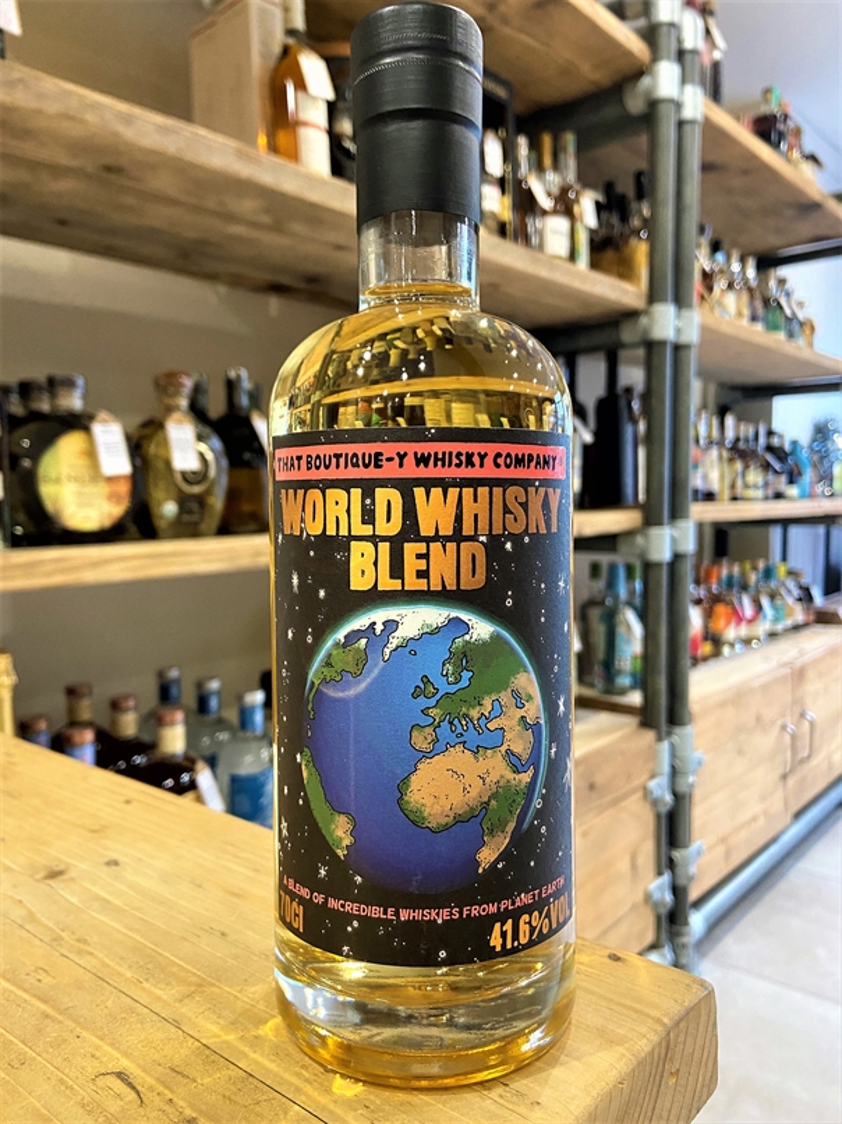 THAT BOUTIQUE-Y WHISKY COMPANY®
WORLD WHISKY
BLEND
A BLEND OF INCREDIBLE WHISKIES FROM PLANET EARTH
70Cl
41.6%VOL